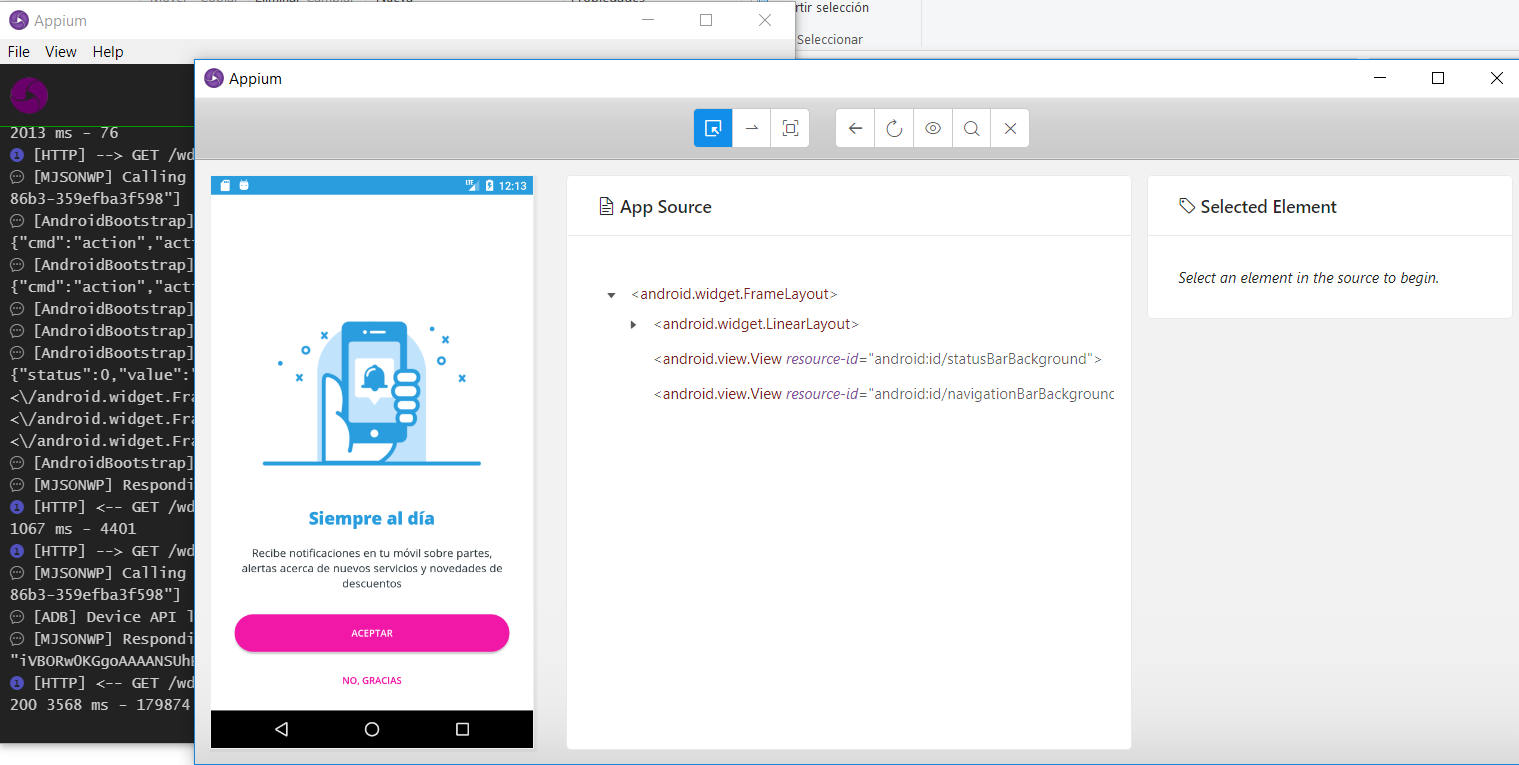 Propiedades
rtir selección
Seleccionar
Appium
File View Help
2013 ms - 76
[HTTP] --> GET /wd
[MJSONWP] Calling
86b3-359efba3f598"]
[AndroidBootstrap]
{"cmd":"action","act
[AndroidBootstrap]
{"cmd":"action","act
[AndroidBootstrap]
[AndroidBootstrap]
[AndroidBootstrap]
{"status":0,"value":"
<\/android.widget.Fra
<\/android.widget.Fra
<\/android.widget.Fra
[AndroidBootstrap]
[MJSONWP] Respondi
[HTTP] <-- GET /wd
1067 ms - 4401
[HTTP] --> GET /wd
[MJSONWP] Calling
86b3-359efba3f598"]
[ADB] Device API l
[MJSONWP] Respondi
"iVBORw0KGgoAAAANSUhE
[HTTP] <-- GET /wd
200 3568 ms - 179874
Appium
LTE 12:13
Siempre al día
Recibe notificaciones en tu móvil sobre partes,
alertas acerca de nuevos servicios y novedades de
descuentos
ACEPTAR
NO, GRACIAS
App Source
<android.widget.FrameLayout>
<android.widget.LinearLayout>
<android.view.View resource-id="android:id/statusBarBackground">
<android.view.View resource-id="android:id/navigationBarBackground
Selected Element
Select an element in the source to begin.